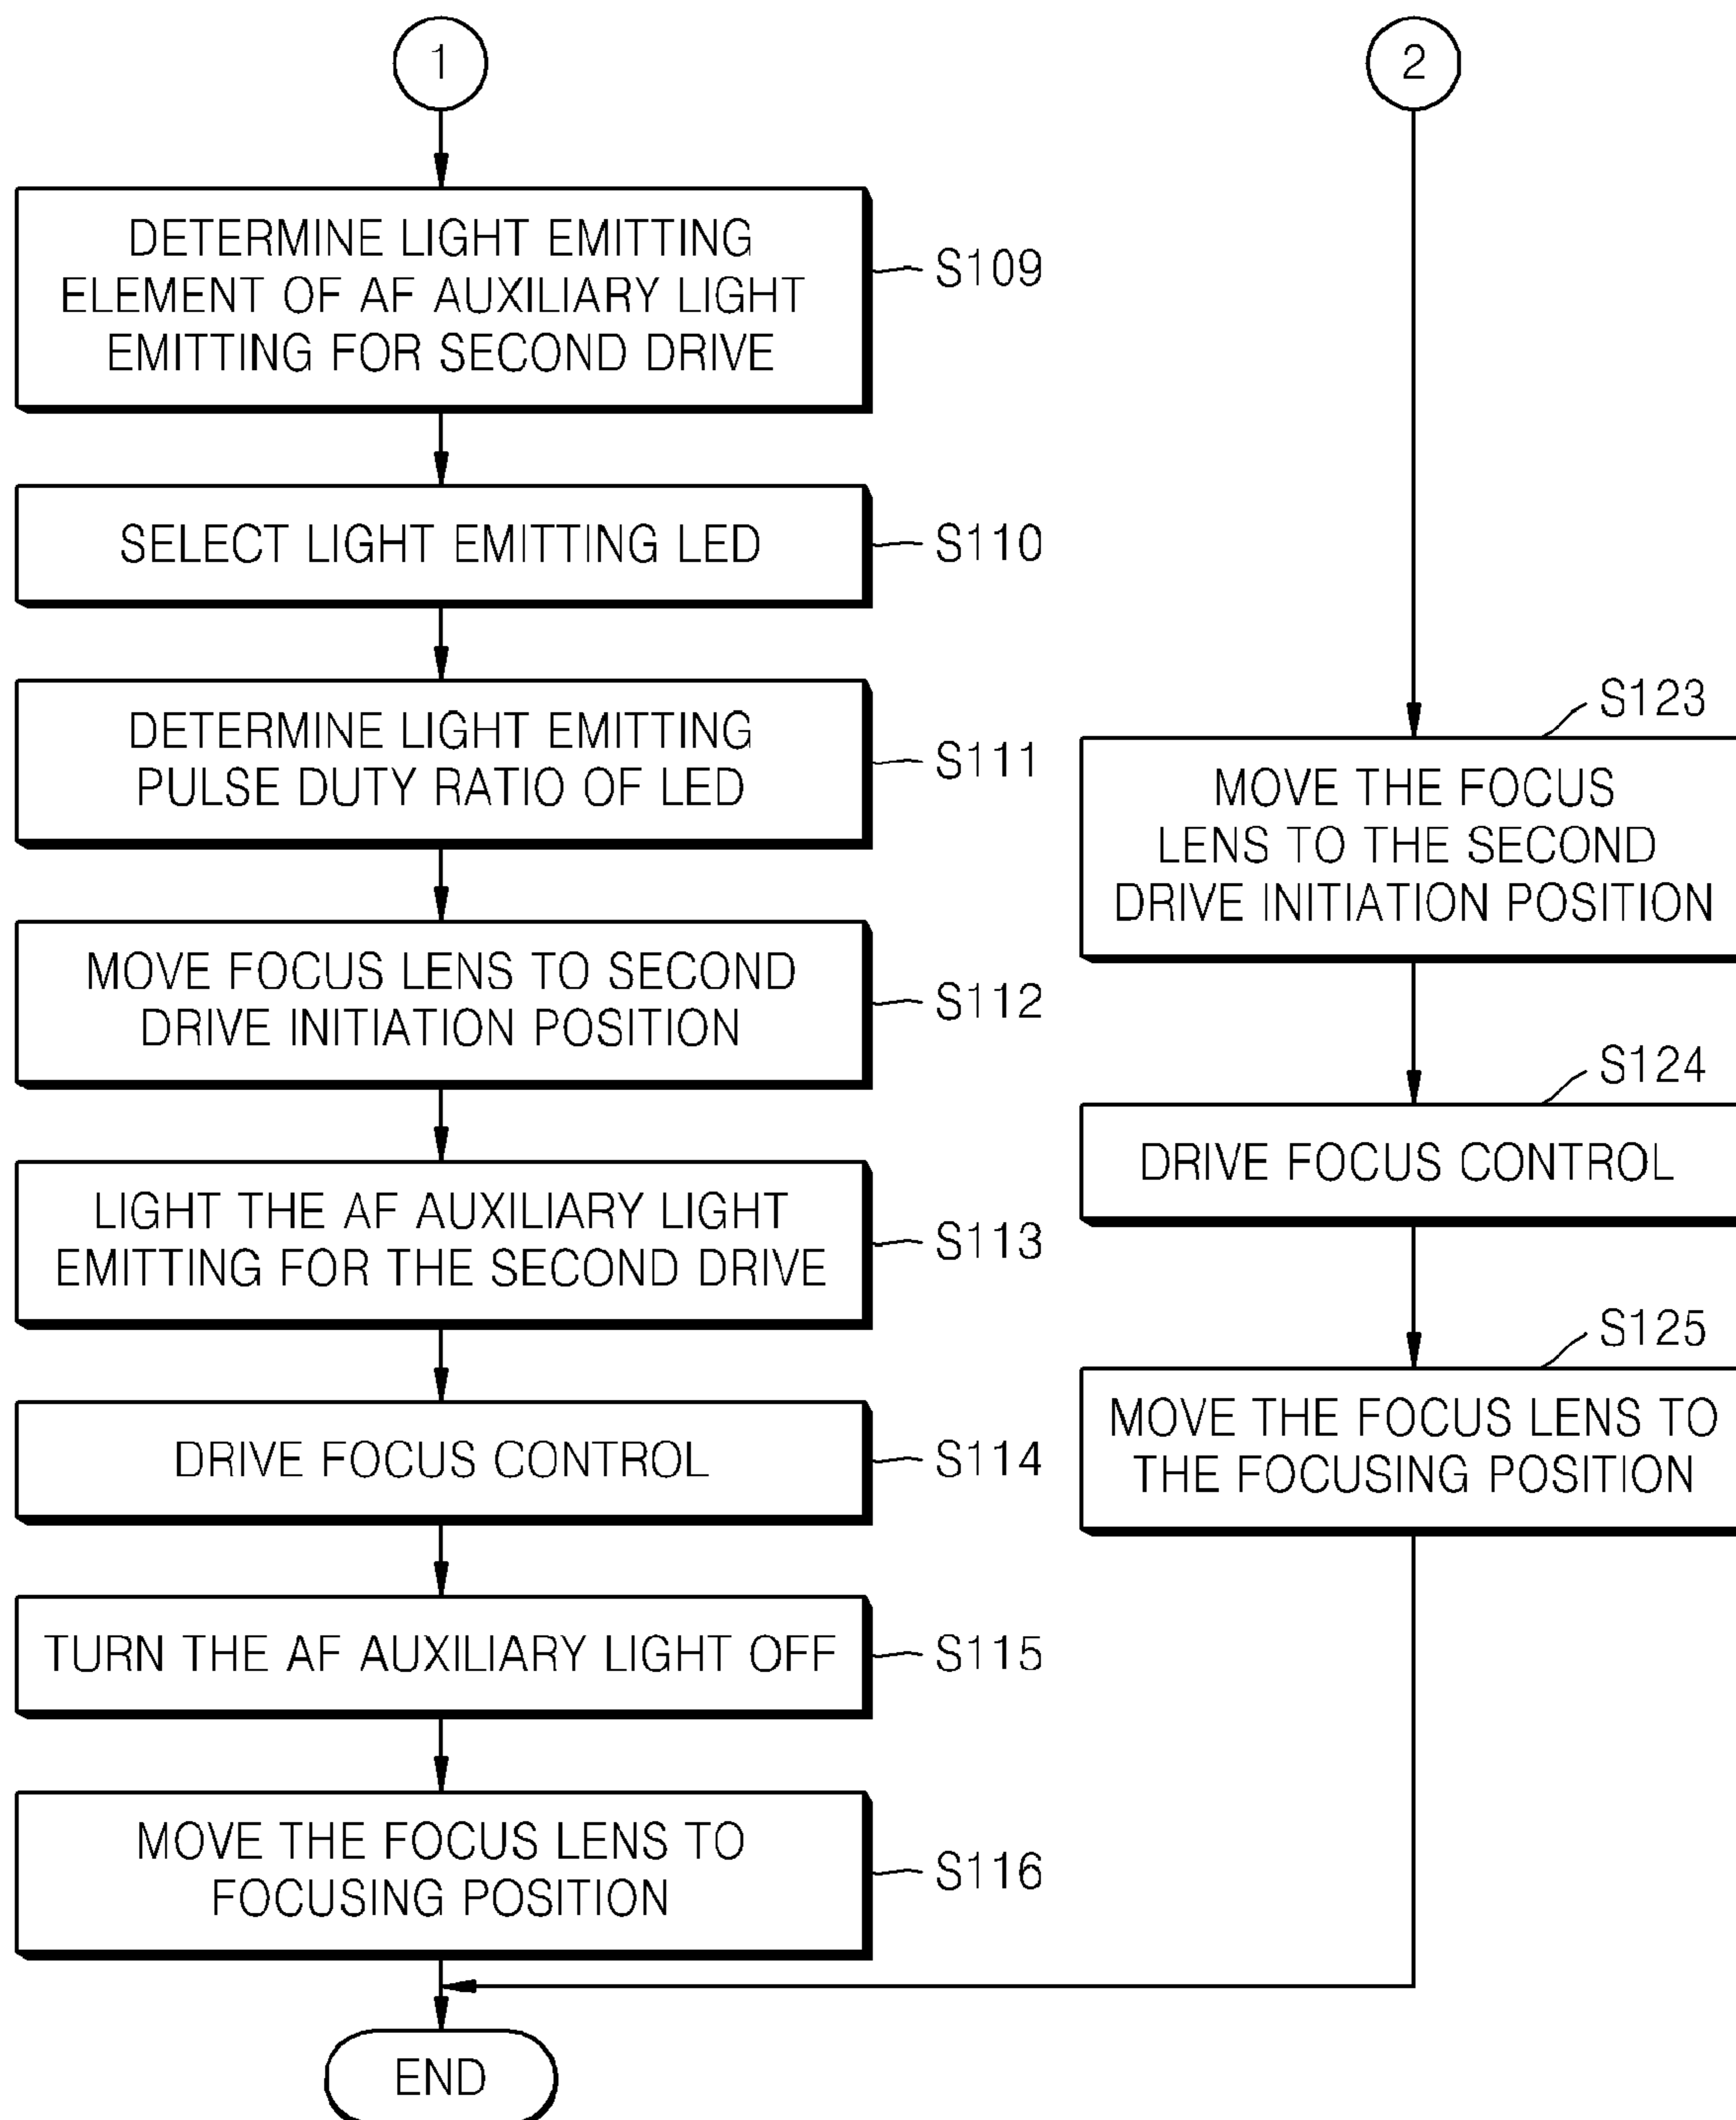 1
DETERMINE LIGHT EMITTING
ELEMENT OF AF AUXILIARY LIGHT
EMITTING FOR SECOND DRIVE
S109
SELECT LIGHT EMITTING LED
S110
DETERMINE LIGHT EMITTING
PULSE DUTY RATIO OF LED
S111
MOVE FOCUS LENS TO SECOND
DRIVE INITIATION POSITION
S112
LIGHT THE AF AUXILIARY LIGHT
EMITTING FOR THE SECOND DRIVE
S113
DRIVE FOCUS CONTROL
S114
TURN THE AF AUXILIARY LIGHT OFF
S115
MOVE THE FOCUS LENS TO
FOCUSING POSITION
S116
END
2
S123
MOVE THE FOCUS
LENS TO THE SECOND
DRIVE INITIATION POSITION
S124
DRIVE FOCUS CONTROL
S125
MOVE THE FOCUS LENS TO
THE FOCUSING POSITION